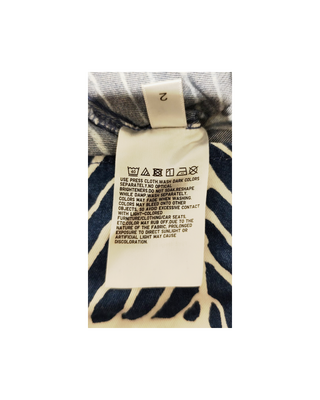 2
USE PRESS CLOTH.WASH DARK COLORS
SEPARATELY.NO OPTICAL
BRIGHTENERS.DO NOT SOAK.RESHAPE
WHILE DAMP.WASH SEPARATELY.
COLORS MAY FADE WHEN WASHING.
COLORS MAY BLEED ONTO OTHER
OBJECTS, SO AVOID EXCESSIVE CONTACT
WITH LIGHT-COLORED
FURNITURE/CLOTHING/CAR SEATS,
ETC.COLOR MAY RUB OFF DUE TO THE
NATURE OF THE FABRIC. PROLONGED
EXPOSURE TO DIRECT SUNLIGHT OR
ARTIFICIAL LIGHT MAY CAUSE
DISCOLORATION.